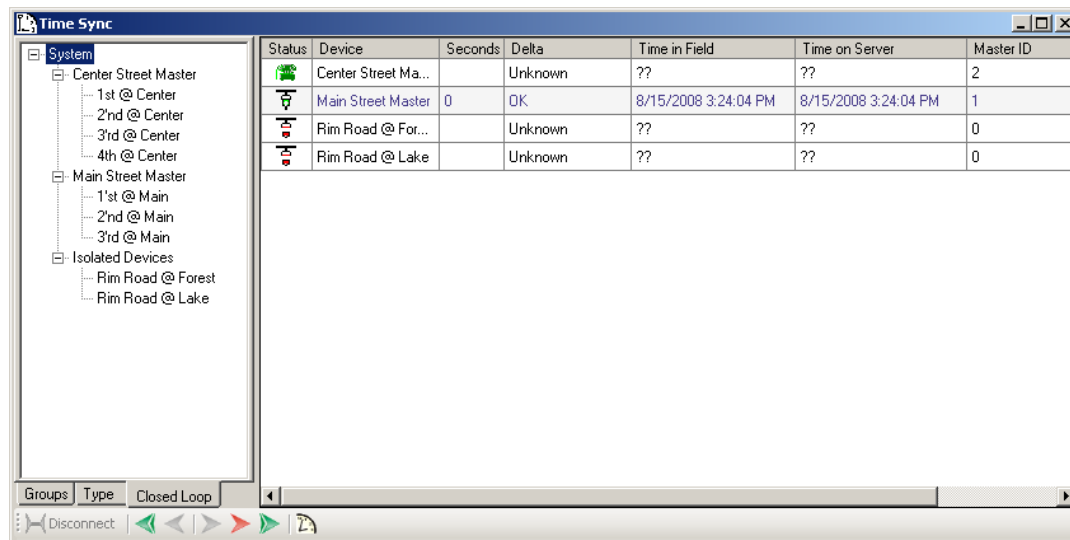 Time Sync
System
Center Street Master
1st @ Center
2'nd @ Center
3'rd @ Center
4th @ Center
Main Street Master
1'st @ Main
2'nd @ Main
3'rd @ Main
Isolated Devices
Rim Road @ Forest
Rim Road @ Lake
Groups Type Closed Loop
Status Device Seconds Delta Time in Field Time on Server Master ID
Center Street Ma... Unknown ?? ?? 2
Main Street Master 0 OK 8/15/2008 3:24:04 PM 8/15/2008 3:24:04 PM 1
Rim Road @ For... Unknown ?? ?? 0
Rim Road @ Lake Unknown ?? ?? 0
Disconnect